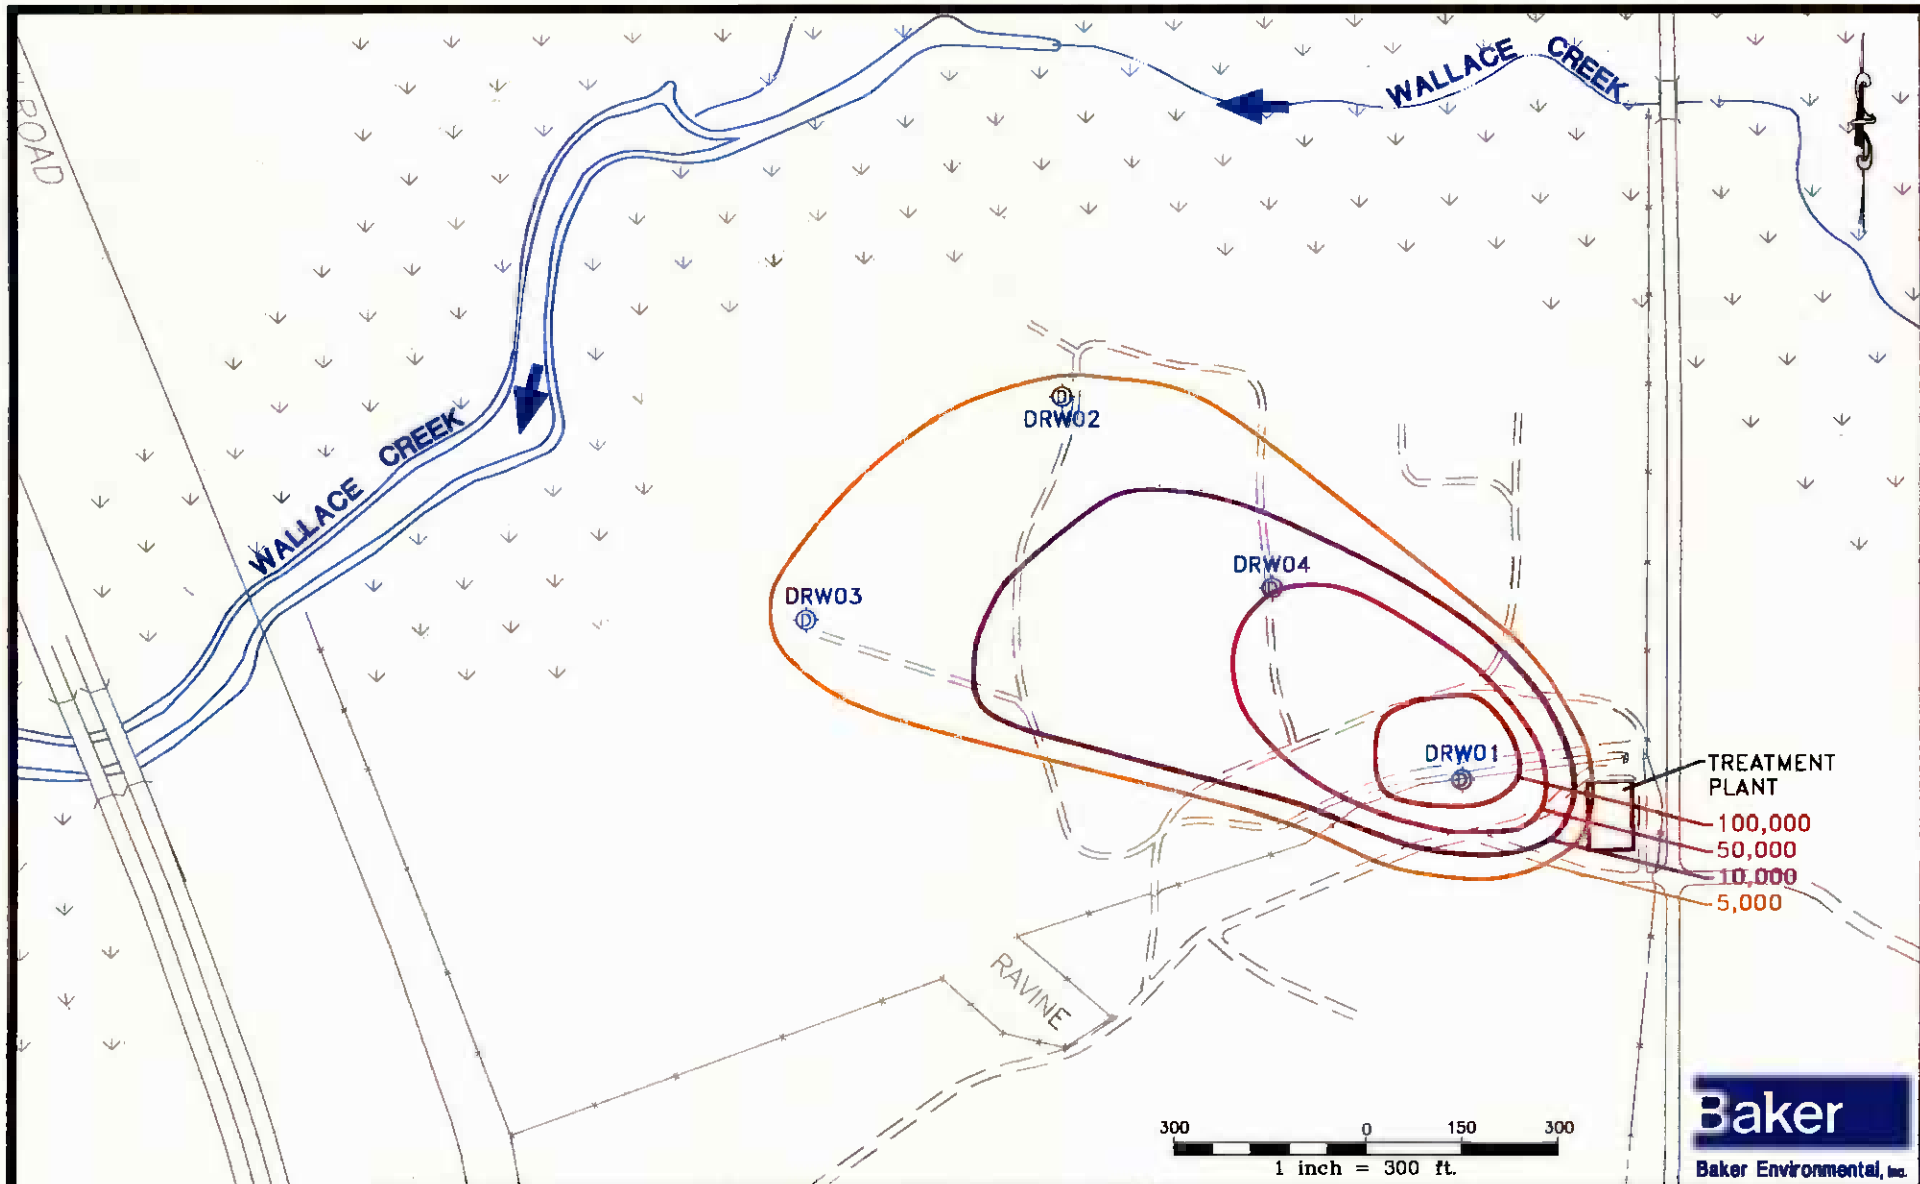 WALLACE CREEK
ROAD
WALLACE CREEK
DRW02
DRW04
DRW03
DRW01
TREATMENT
PLANT
100,000
50,000
10,000
5,000
RAVINE
300 0 150 300
1 inch = 300 ft.
Baker
Baker Environmental, Inc.